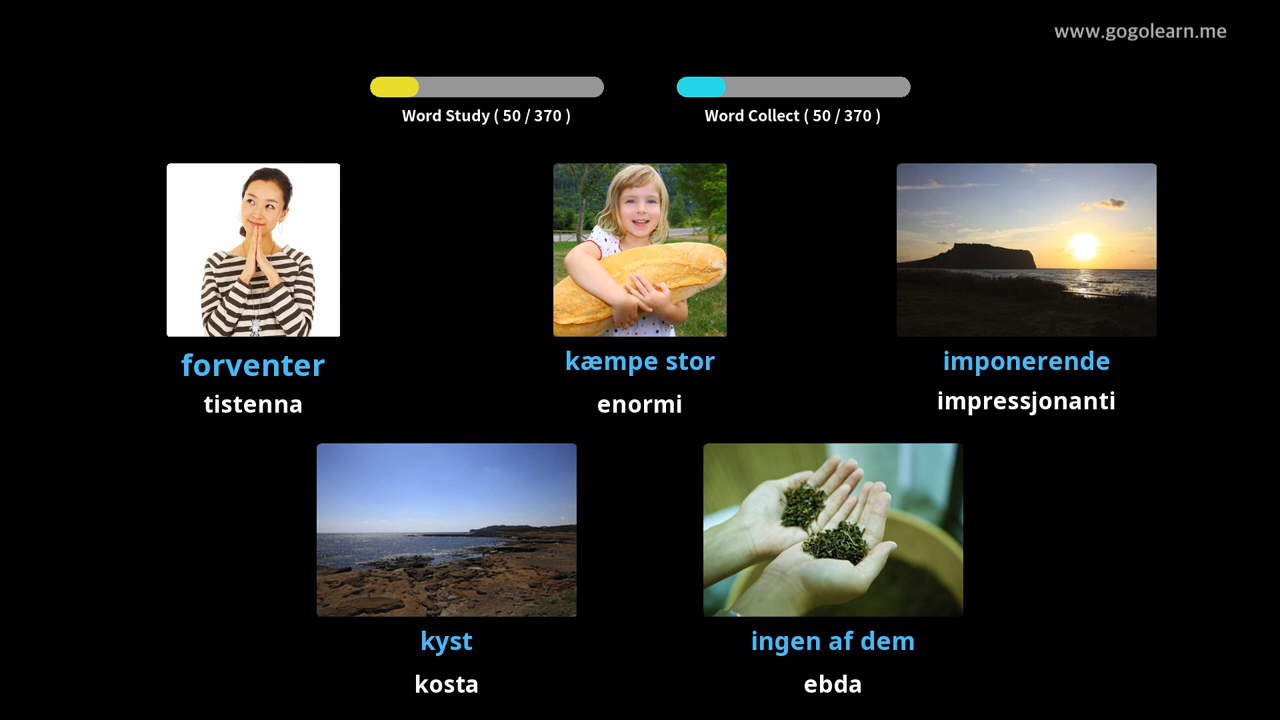 www.gogolearn.me
Word Study ( 50 / 370 )
Word Collect ( 50 / 370 )
forventer
tistenna
kæmpe stor
enormi
imponerende
impressjonanti
kyst
kosta
ingen af dem
ebda